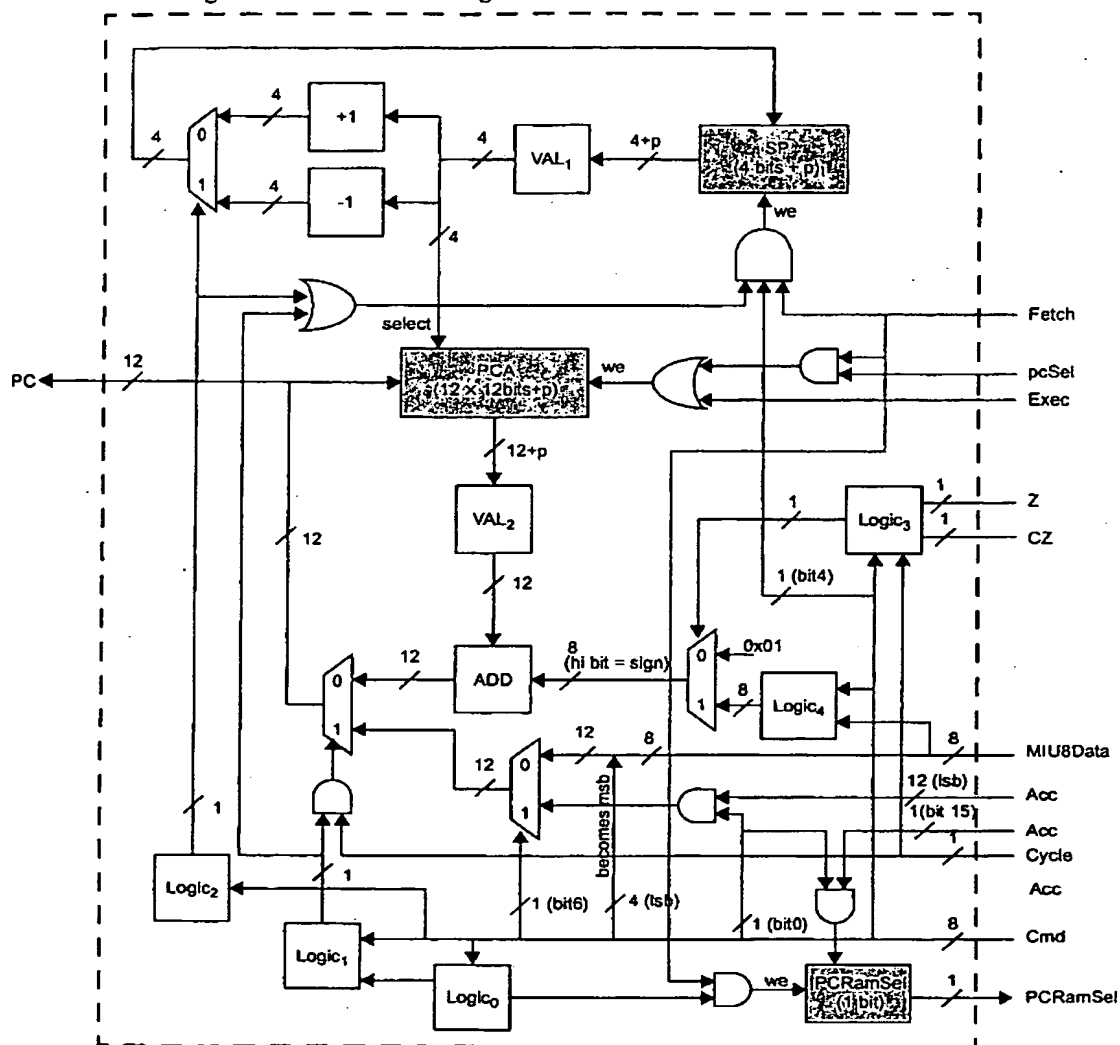 4
+1
4
0
1
4
-1
4
VAL1
4+p
SP
(4 bits + p)
we
select
Fetch
PC
12
PCA
(12 × 12bits+p)
we
pcSel
Exec
12+p
VAL2
12
12
1
Logic3
1
Z
1
CZ
1 (bit4)
0
1
0x01
8
(hi bit = sign)
ADD
12
0
1
8
Logic4
12
0
1
12
8
8
MIU8Data
becomes msb
12 (lsb)
Acc
1(bit 15)
Acc
1
Cycle
1
Logic2
1
Acc
1 (bit6)
4 (lsb)
1 (bit0)
8
Cmd
Logic1
Logic0
we
PCRamSel
(1 bit)
1
PCRamSel